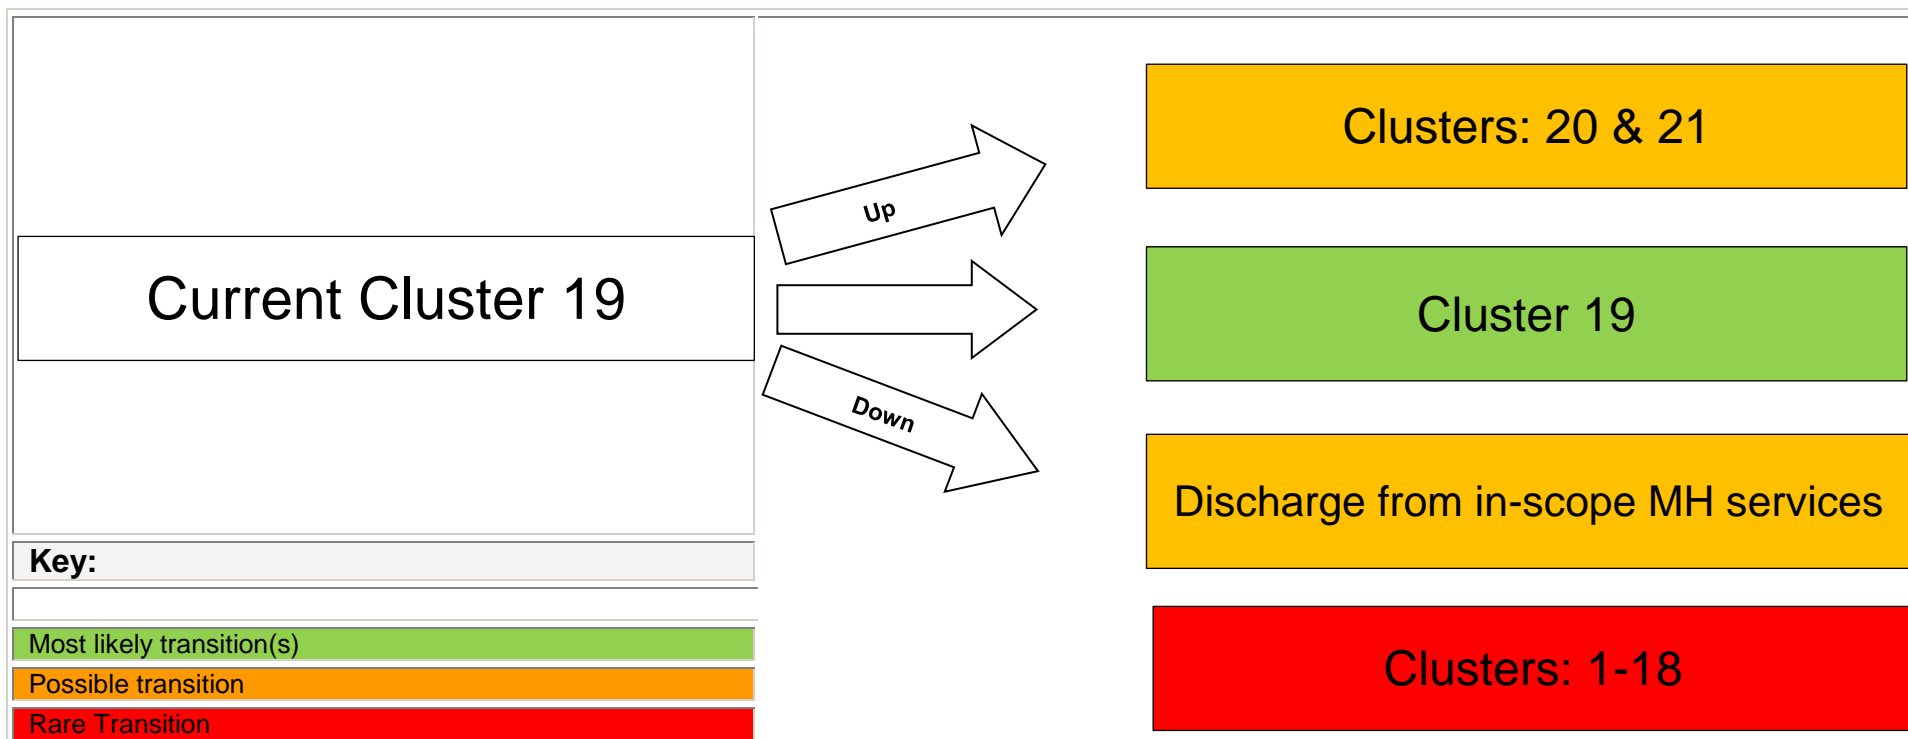 Current Cluster 19
Key:
Most likely transition(s)
Possible transition
Rare Transition
Up
Down
Clusters: 20 & 21
Cluster 19
Discharge from in-scope MH services
Clusters: 1-18